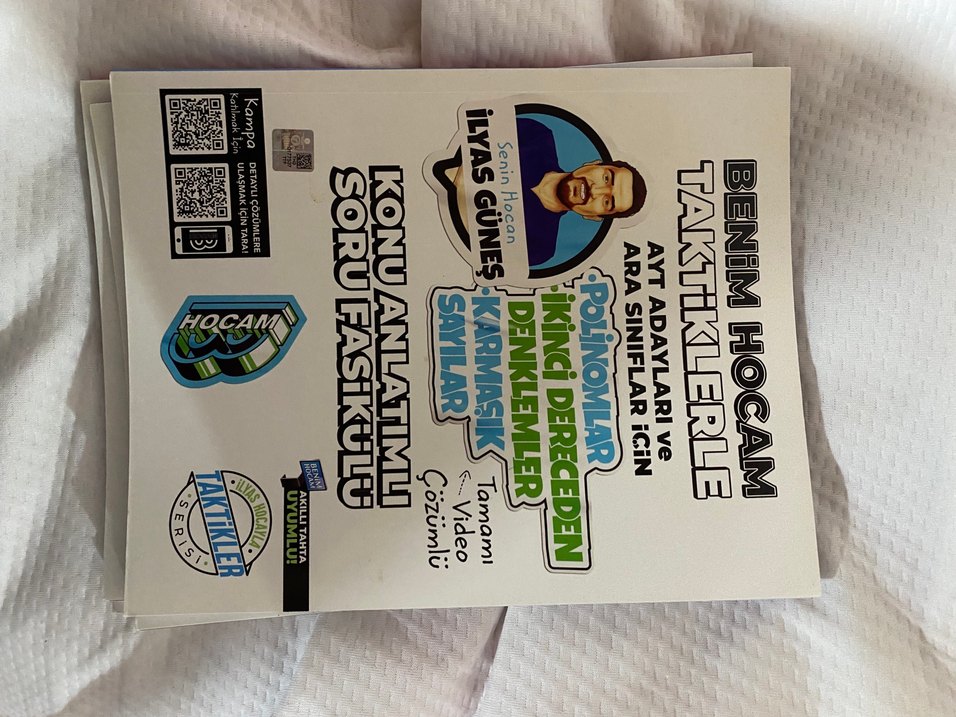 BENİM HOCAM
TAKTİKLERLE
AYT ADAYLARI ve
ARA SINIFLAR İÇİN
Senin Hocan
İLYAS GÜNEŞ
·POLİNOMLAR
·İKİNCİ DERECEDEN
DENKLEMLER
·KARMAŞIK
SAYILAR
Tamamı
Video
Çözümlü
KONU ANLATIMLI
SORU FASİKÜLÜ
Kampa
Katılmak İçin
DETAYLI ÇÖZÜMLERE
ULAŞMAK İÇİN TARA!
HOCAM
BENİM
HOCAM
AKILLI TAHTA
UYUMLU!
İLYAS HOCAYLA
TAKTİKLER
SERİSİ